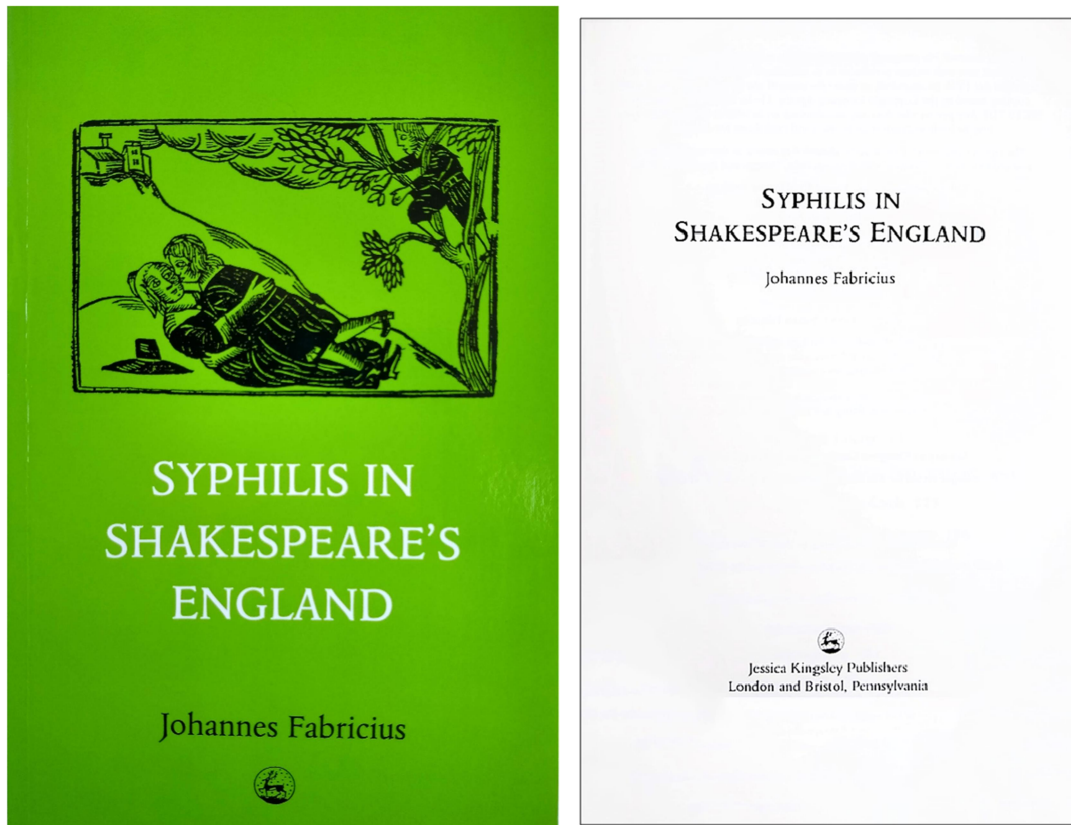 SYPHILIS IN
SHAKESPEARE'S
ENGLAND
Johannes Fabricius
SYPHILIS IN
SHAKESPEARE'S ENGLAND
Johannes Fabricius
Jessica Kingsley Publishers
London and Bristol, Pennsylvania